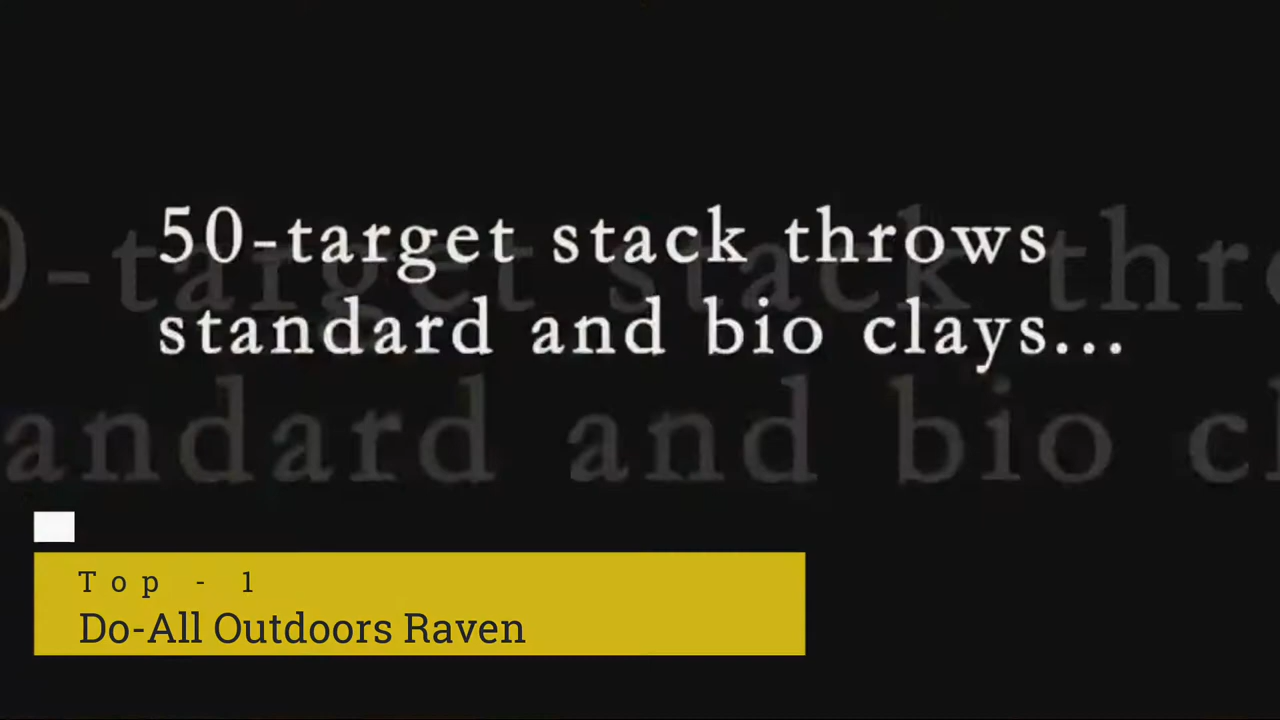 50-target stack throws
standard and bio clays...
Top - 1
Do-All Outdoors Raven